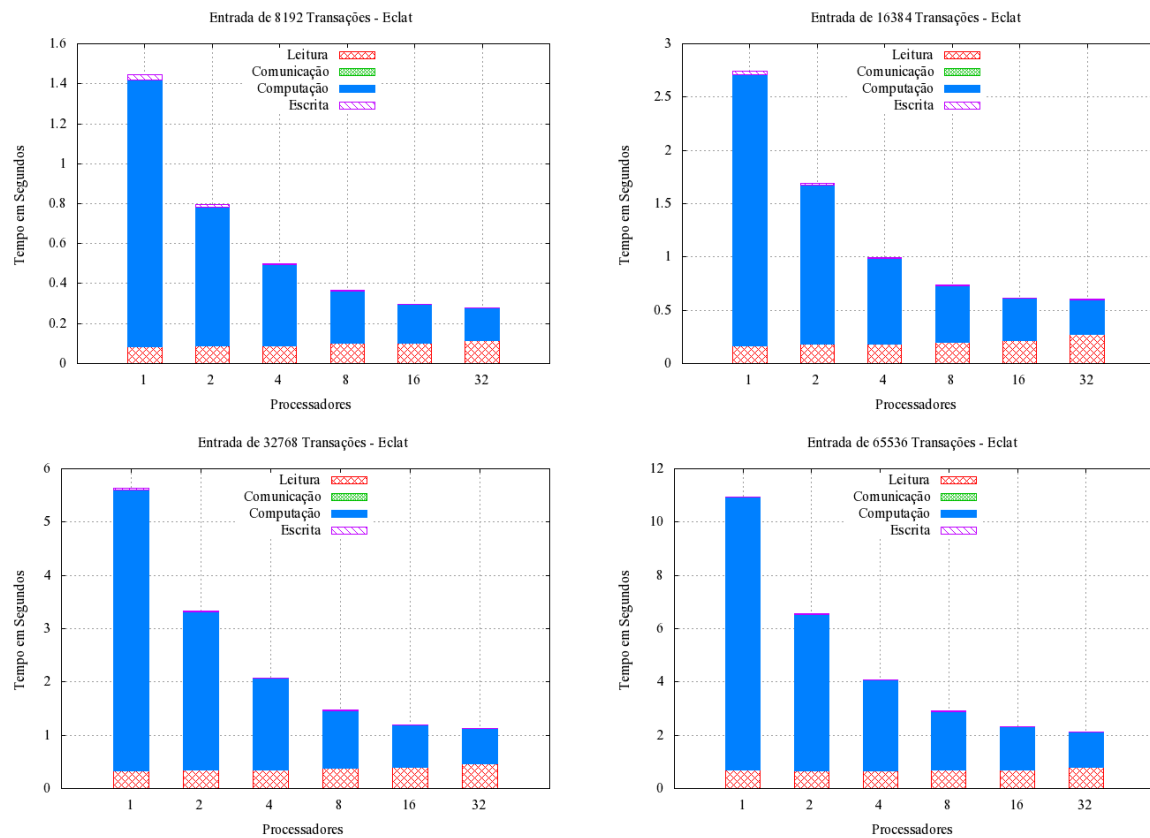 Entrada de 8192 Transações - Eclat
Tempo em Segundos
1.6
1.4
1.2
1
0.8
0.6
0.4
0.2
0
Leitura
Comunicação
Computação
Escrita
1 2 4 8 16 32
Processadores
Entrada de 16384 Transações - Eclat
Tempo em Segundos
3
2.5
2
1.5
1
0.5
0
Leitura
Comunicação
Computação
Escrita
1 2 4 8 16 32
Processadores
Entrada de 32768 Transações - Eclat
Tempo em Segundos
6
5
4
3
2
1
0
Leitura
Comunicação
Computação
Escrita
1 2 4 8 16 32
Processadores
Entrada de 65536 Transações - Eclat
Tempo em Segundos
12
10
8
6
4
2
0
Leitura
Comunicação
Computação
Escrita
1 2 4 8 16 32
Processadores